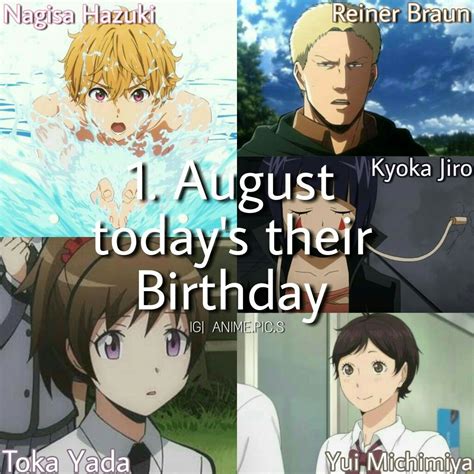 Nagisa Hazuki
Reiner Braun
Kyoka Jiro
1. August
today's their
Birthday
IG| ANIME.PIC.S
Toka Yada
Yui Michimiya